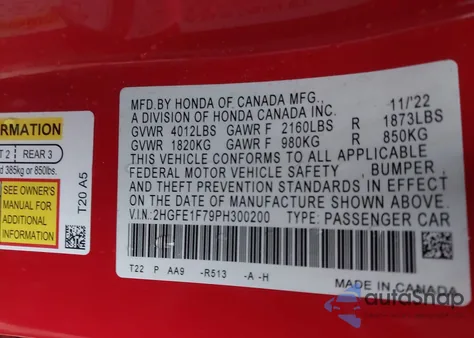 RMATION
T 2 | REAR 3
d 385kg or 850lbs.
SEE OWNER'S
MANUAL FOR
ADDITIONAL
INFORMATION
T20 A5
MFD.BY HONDA OF CANADA MFG., 11/'22
A DIVISION OF HONDA CANADA INC.
GVWR 4012LBS GAWR F 2160LBS R 1873LBS
GVWR 1820KG GAWR F 980KG R 850KG
THIS VEHICLE CONFORMS TO ALL APPLICABLE
FEDERAL MOTOR VEHICLE SAFETY , BUMPER ,
AND THEFT PREVENTION STANDARDS IN EFFECT
ON THE DATE OF MANUFACTURE SHOWN ABOVE.
V.I.N:2HGFE1F79PH300200 TYPE: PASSENGER CAR
T22 P AA9 -R513 -A -H
MADE IN CANADA
autoSnap